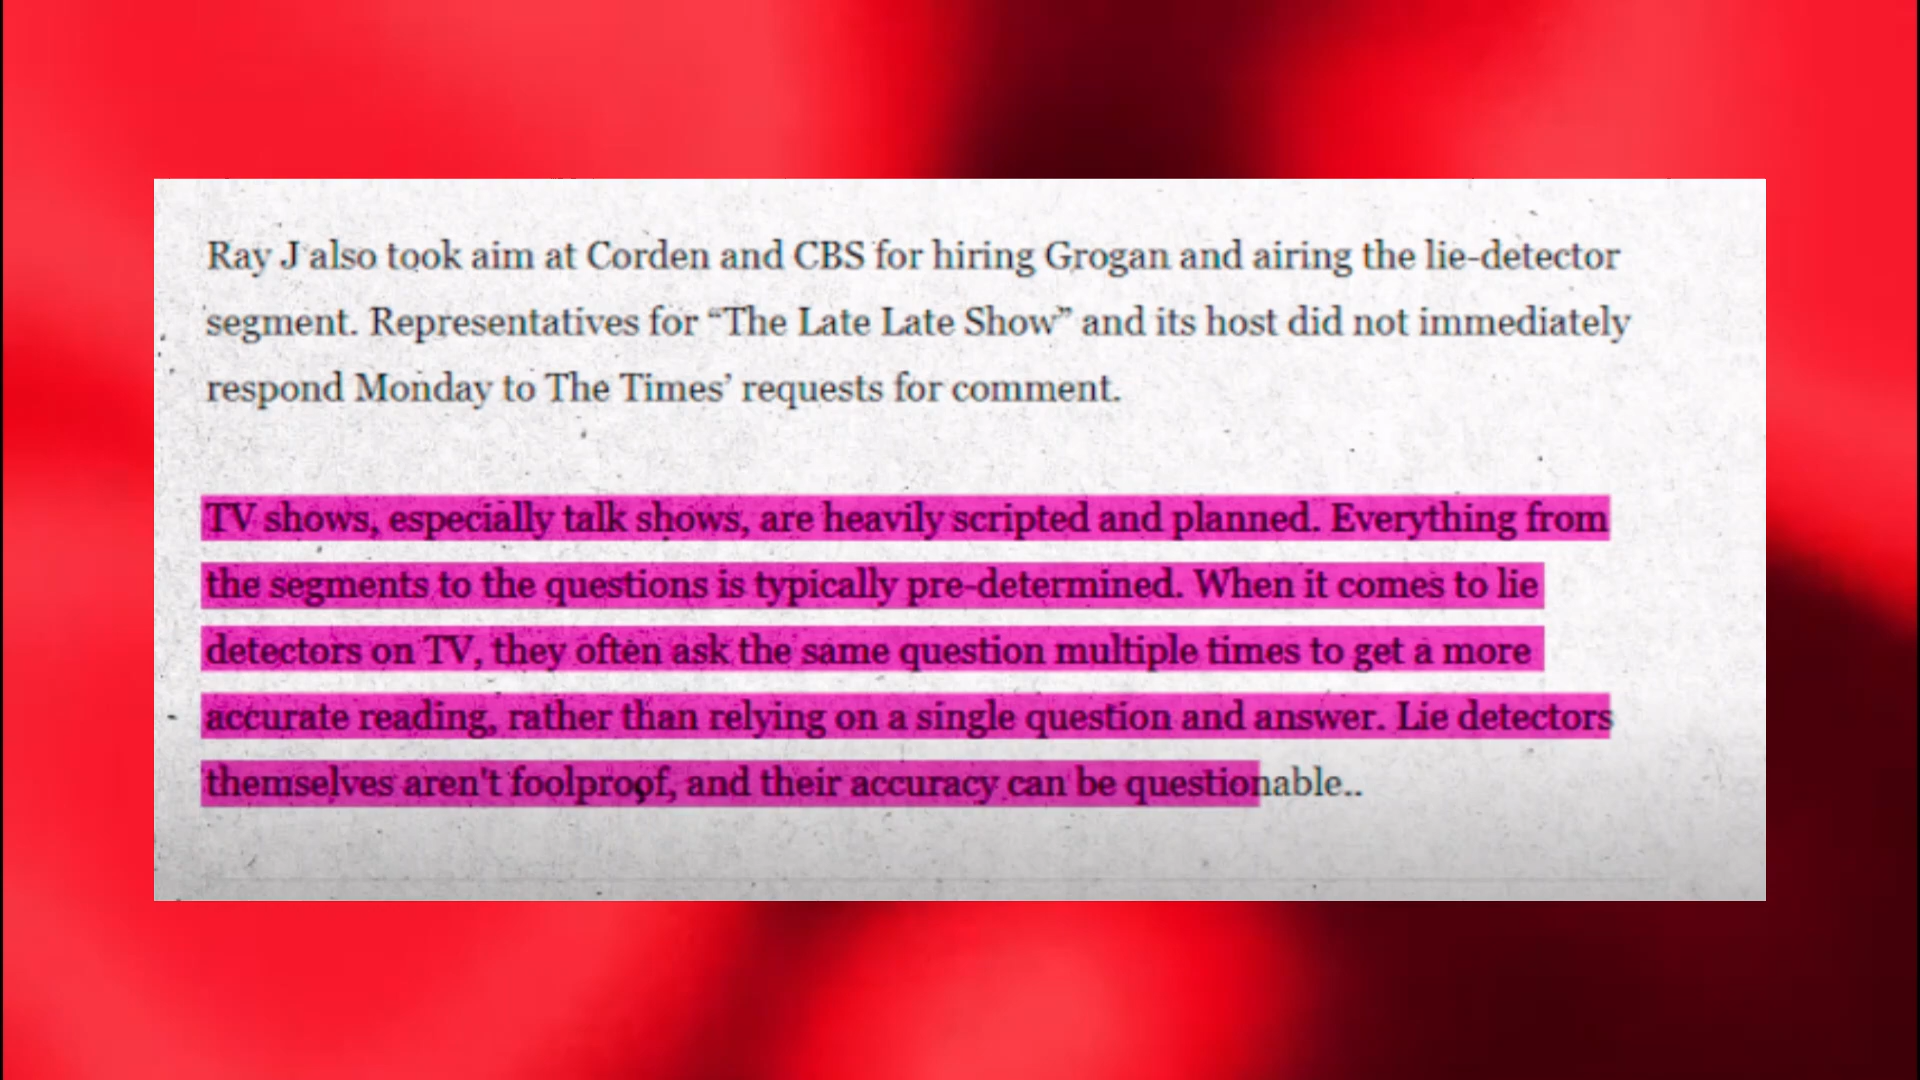 Ray J also took aim at Corden and CBS for hiring Grogan and airing the lie-detector
segment. Representatives for “The Late Late Show” and its host did not immediately
respond Monday to The Times’ requests for comment.
TV shows, especially talk shows, are heavily scripted and planned. Everything from
the segments to the questions is typically pre-determined. When it comes to lie
detectors on TV, they often ask the same question multiple times to get a more
accurate reading, rather than relying on a single question and answer. Lie detectors
themselves aren't foolproof, and their accuracy can be questionable..